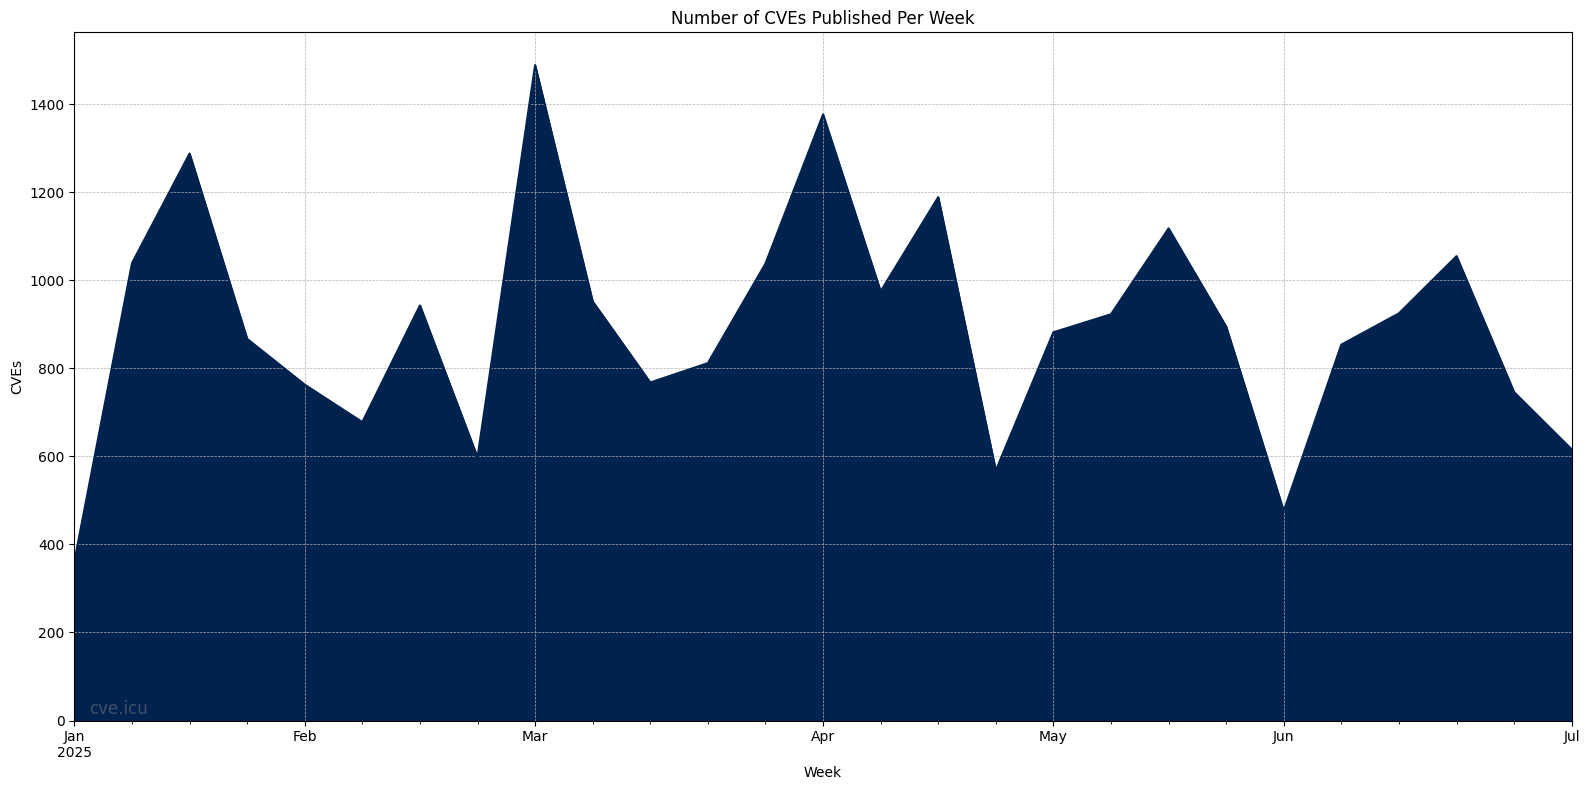 Number of CVEs Published Per Week
1400
1200
1000
800
600
400
200
0
CVEs
cve.icu
Jan Feb Mar Apr May Jun Jul
2025
Week